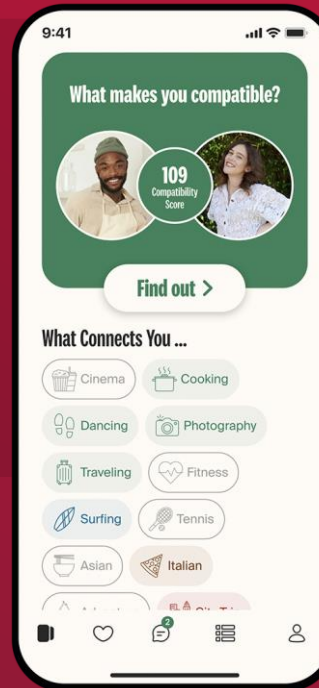 9:41
What makes you compatible?
109
Compatibility
Score
Find out >
What Connects You ...
Cinema
Cooking
Dancing
Photography
Traveling
Fitness
Surfing
Tennis
Asian
Italian
2